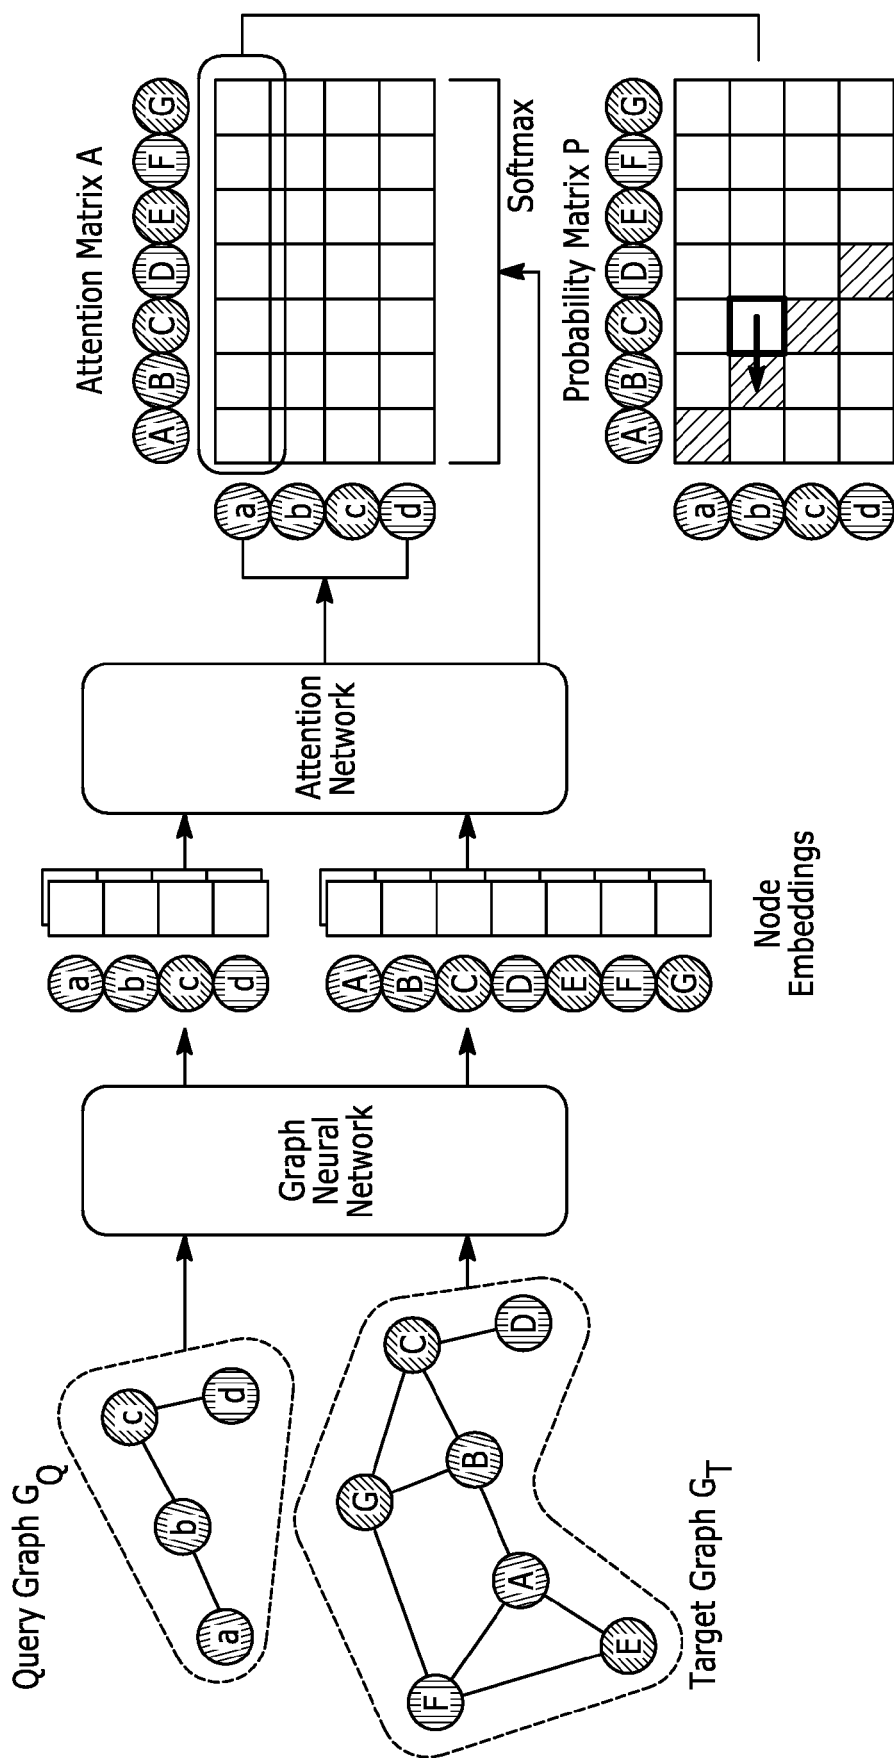 Query Graph G_Q
a
b
c
d
Target Graph G_T
F
E
A
G
B
C
D
Graph
Neural
Network
a
b
c
d
A
B
C
D
E
F
G
Node
Embeddings
Attention
Network
Attention Matrix A
A B C D E F G
a
b
c
d
Softmax
Probability Matrix P
A B C D E F G
a
b
c
d